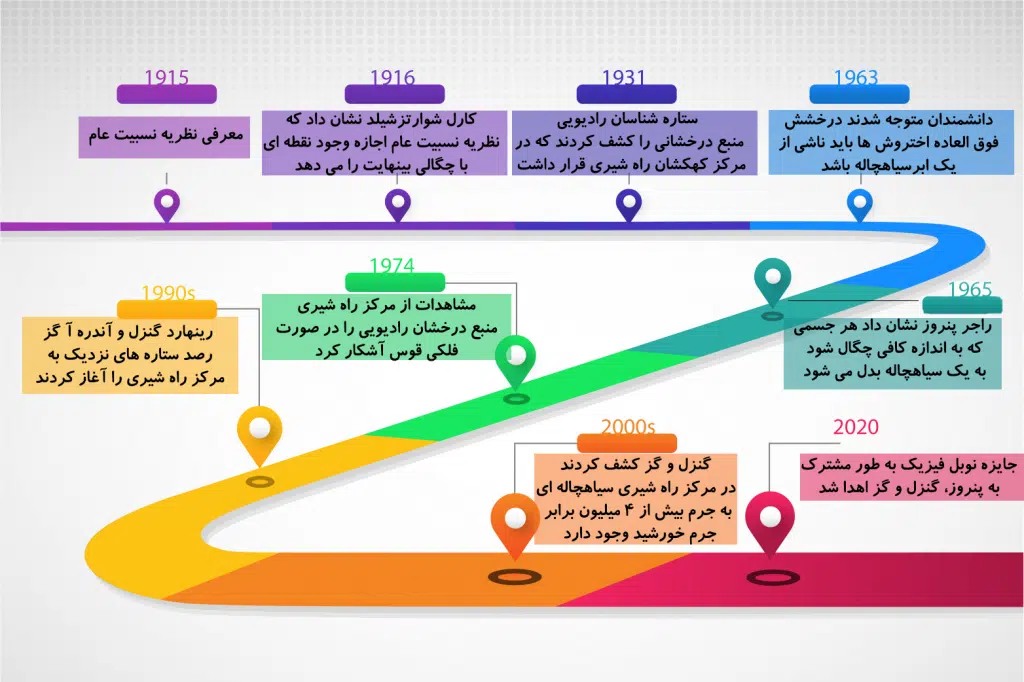 1915
معرفی نظریه نسبیت عام
1916
کارل شوارتزشیلد نشان داد که
نظریه نسبیت عام اجازه وجود نقطه ای
با چگالی بینهایت را می دهد
1931
ستاره شناسان رادیویی
منبع درخشانی را کشف کردند که در
مرکز کهکشان راه شیری قرار داشت
1963
دانشمندان متوجه شدند درخشش
فوق العاده اختروش ها باید ناشی از
یک ابرسیاهچاله باشد
1965
راجر پنروز نشان داد هر جسمی
که به اندازه کافی چگال شود
به یک سیاهچاله بدل می شود
1974
مشاهدات از مرکز راه شیری
منبع درخشان رادیویی را در صورت
فلکی قوس آشکار کرد
1990s
رینهارد گنزل و آندره آ گز
رصد ستاره های نزدیک به
مرکز راه شیری را آغاز کردند
2000s
گنزل و گز کشف کردند
در مرکز راه شیری سیاهچاله ای
به جرم بیش از ۴ میلیون برابر
جرم خورشید وجود دارد
2020
جایزه نوبل فیزیک به طور مشترک
به پنروز، گنزل و گز اهدا شد